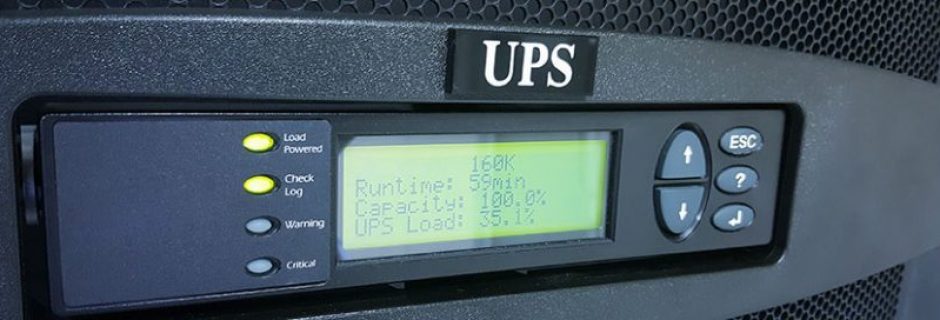 UPS
Load
Powered
Check
Log
Warning
Critical
160K
Runtime: 59min
Capacity: 100.0%
UPS Load: 35.1%
ESC
?